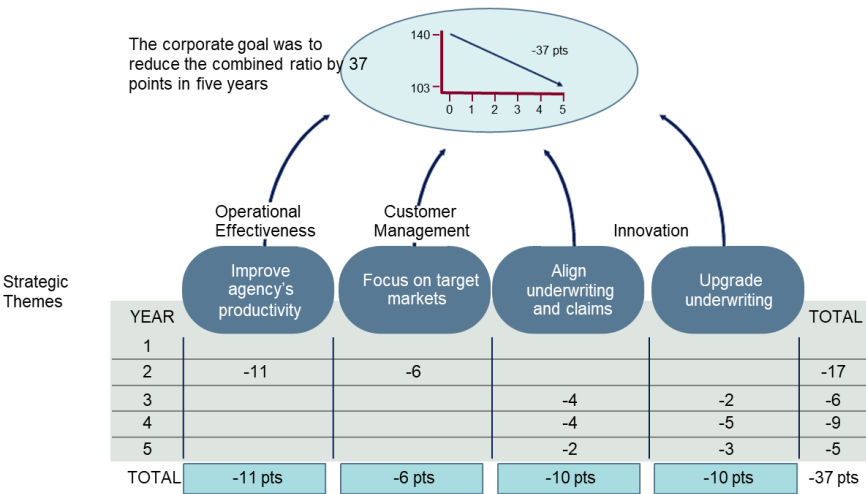 The corporate goal was to
reduce the combined ratio by 37
points in five years
140
-37 pts
103
0 1 2 3 4 5
Operational
Effectiveness
Customer
Management
Innovation
Strategic
Themes
Improve
agency's
productivity
Focus on target
markets
Align
underwriting
and claims
Upgrade
underwriting
YEAR
TOTAL
1
2 -11 -6 -17
3 -4 -2 -6
4 -4 -5 -9
5 -2 -3 -5
TOTAL -11 pts -6 pts -10 pts -10 pts -37 pts